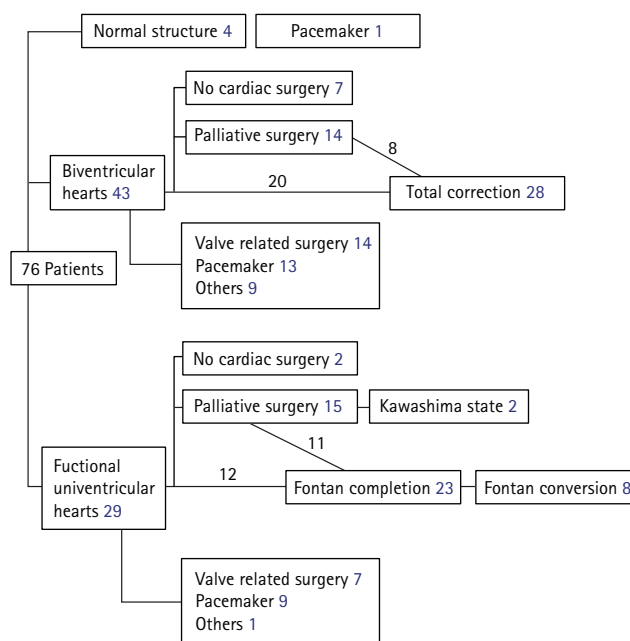 Normal structure 4
Pacemaker 1
No cardiac surgery 7
Palliative surgery 14
8
Biventricular
hearts 43
20
Total correction 28
Valve related surgery 14
Pacemaker 13
Others 9
76 Patients
No cardiac surgery 2
Palliative surgery 15
Kawashima state 2
11
Fuctional
univentricular
hearts 29
12
Fontan completion 23
Fontan conversion 8
Valve related surgery 7
Pacemaker 9
Others 1